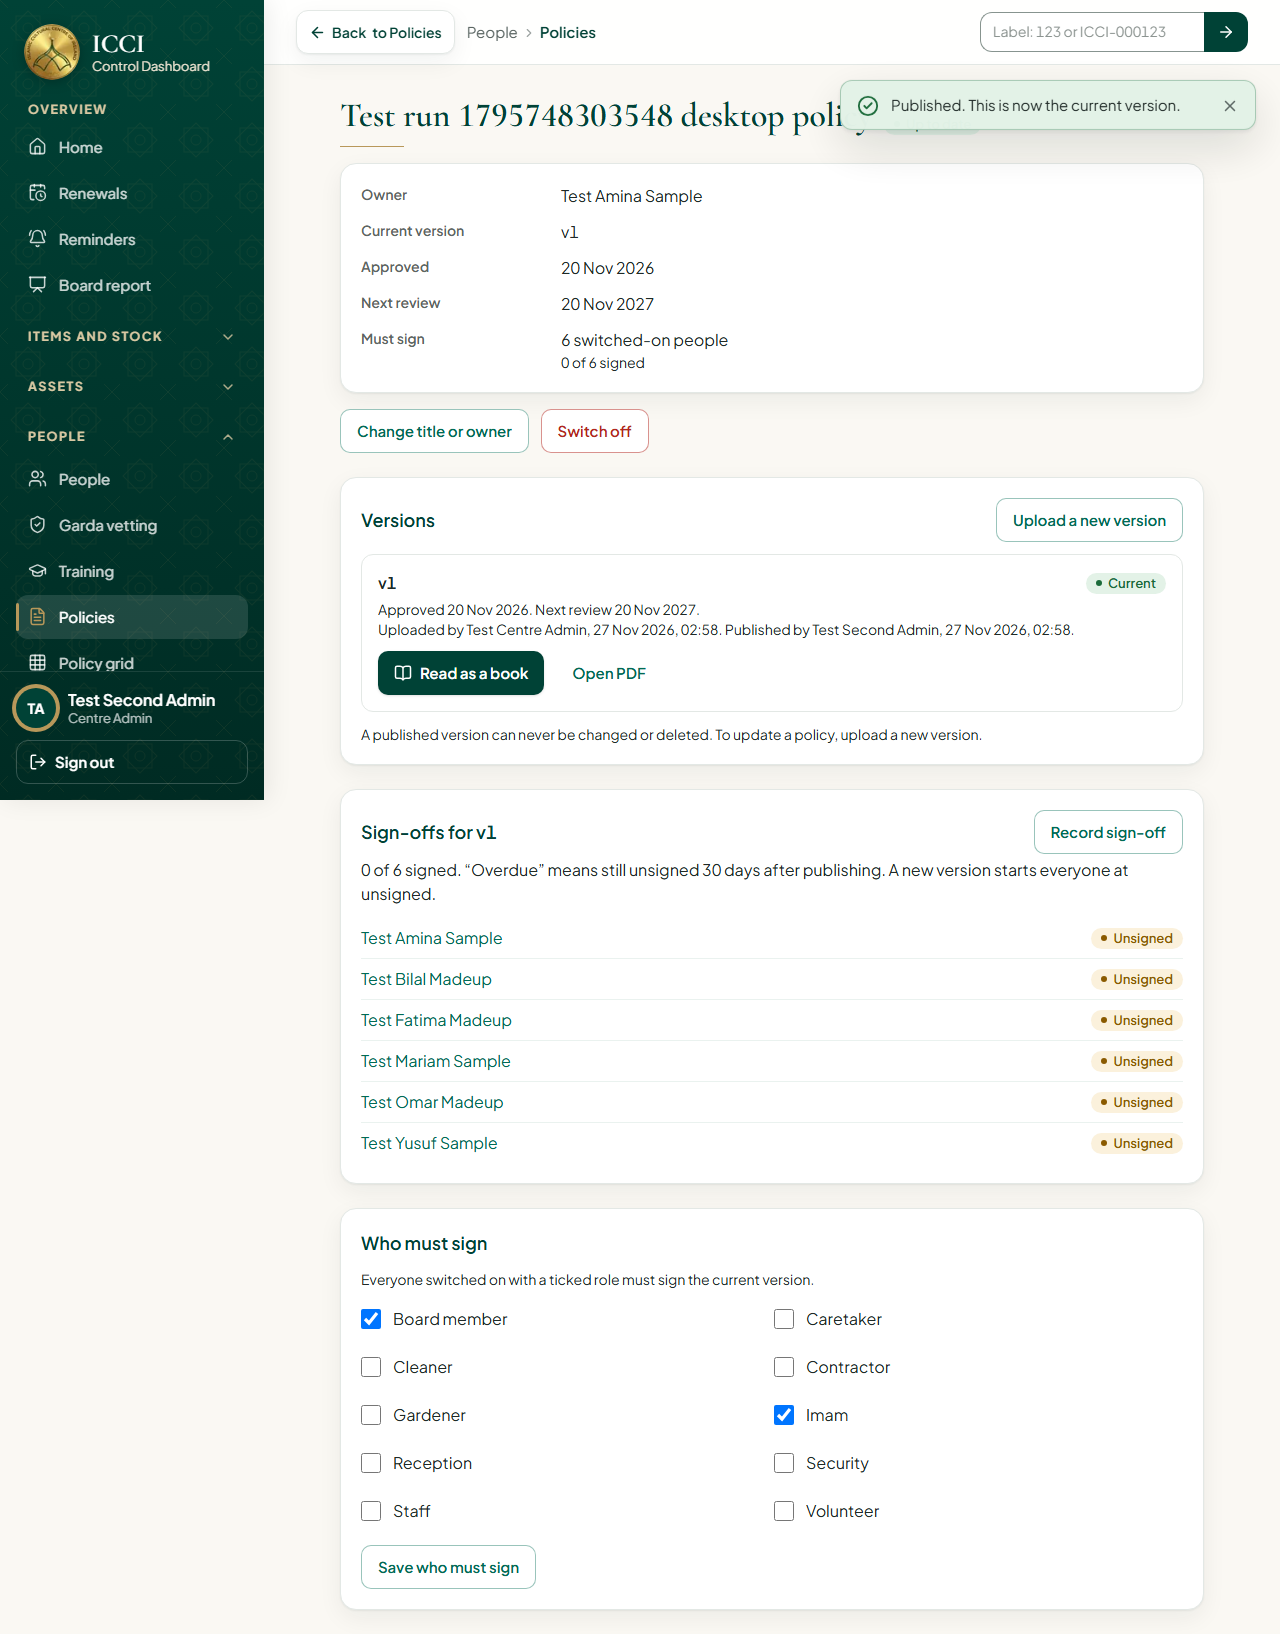 ICCI
Control Dashboard
OVERVIEW
Home
Renewals
Reminders
Board report
ITEMS AND STOCK
ASSETS
PEOPLE
People
Garda vetting
Training
Policies
Policy grid
TA
Test Second Admin
Centre Admin
Sign out
Back to Policies
People
Policies
Label: 123 or ICCI-000123
Published. This is now the current version.
Test run 1795748303548 desktop policy
Owner
Test Amina Sample
Current version
v1
Approved
20 Nov 2026
Next review
20 Nov 2027
Must sign
6 switched-on people
0 of 6 signed
Change title or owner
Switch off
Versions
Upload a new version
v1
Current
Approved 20 Nov 2026. Next review 20 Nov 2027.
Uploaded by Test Centre Admin, 27 Nov 2026, 02:58. Published by Test Second Admin, 27 Nov 2026, 02:58.
Read as a book
Open PDF
A published version can never be changed or deleted. To update a policy, upload a new version.
Sign-offs for v1
Record sign-off
0 of 6 signed. “Overdue” means still unsigned 30 days after publishing. A new version starts everyone at
unsigned.
Test Amina Sample
Unsigned
Test Bilal Madeup
Unsigned
Test Fatima Madeup
Unsigned
Test Mariam Sample
Unsigned
Test Omar Madeup
Unsigned
Test Yusuf Sample
Unsigned
Who must sign
Everyone switched on with a ticked role must sign the current version.
Board member
Caretaker
Cleaner
Contractor
Gardener
Imam
Reception
Security
Staff
Volunteer
Save who must sign